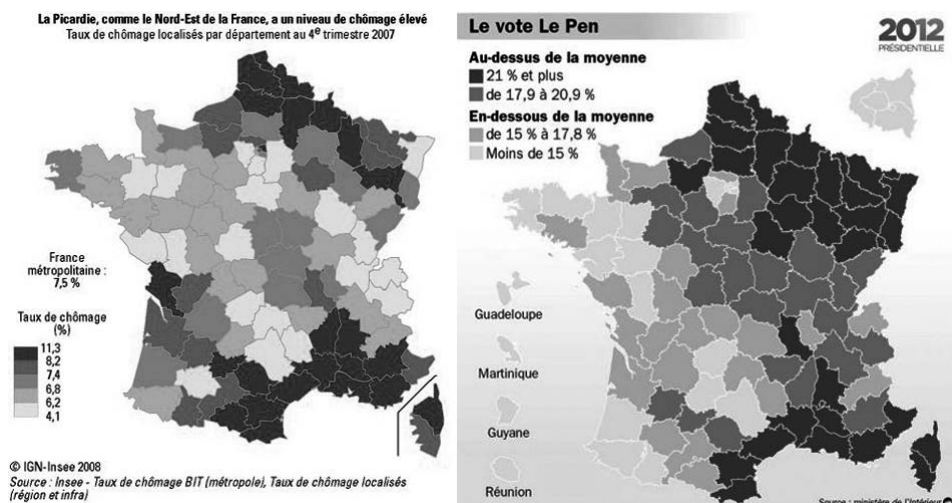 La Picardie, comme le Nord-Est de la France, a un niveau de chômage élevé
Taux de chômage localisés par département au 4e trimestre 2007
France
métropolitaine :
7,5 %
Taux de chômage
(%)
11,3
8,2
7,4
6,8
6,2
4,1
© IGN-Insee 2008
Source : Insee - Taux de chômage BIT (métropole), Taux de chômage localisés
(région et infra)
Le vote Le Pen
2012
PRÉSIDENTIELLE
Au-dessus de la moyenne
21 % et plus
de 17,9 à 20,9 %
En-dessous de la moyenne
de 15 % à 17,8 %
Moins de 15 %
Guadeloupe
Martinique
Guyane
Réunion
Source : ministère de l'Intérieur